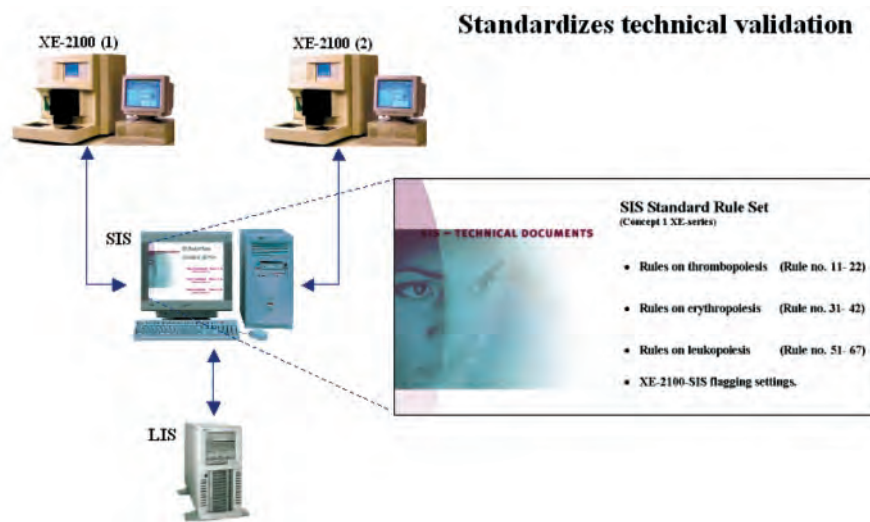 Standardizes technical validation
XE-2100 (1)
XE-2100 (2)
SIS
SIS – TECHNICAL DOCUMENTS
SIS Standard Rule Set
(Concept 1 XE-series)
• Rules on thrombopoiesis (Rule no. 11- 22)
• Rules on erythropoiesis (Rule no. 31- 42)
• Rules on leukopoiesis (Rule no. 51- 67)
• XE-2100-SIS flagging settings.
LIS